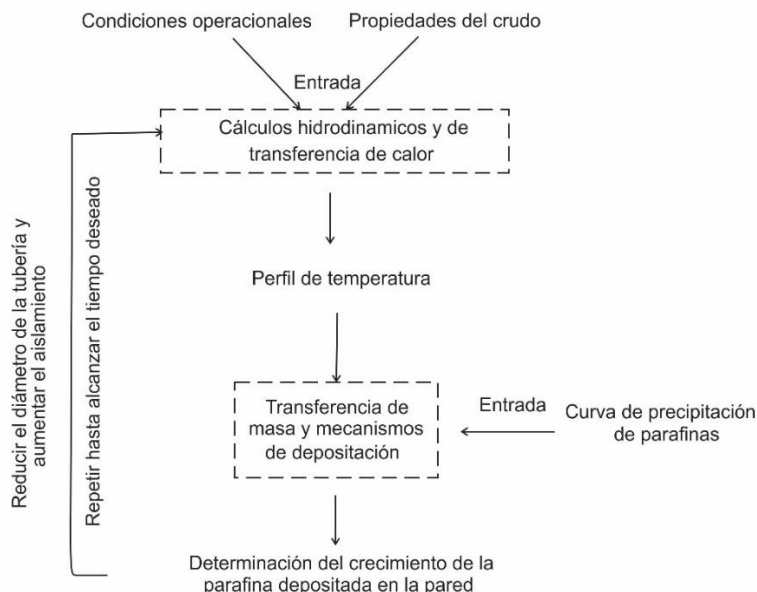 Condiciones operacionales
Propiedades del crudo
Entrada
Cálculos hidrodinamicos y de
transferencia de calor
Perfil de temperatura
Transferencia de
masa y mecanismos
de depositación
Entrada
Curva de precipitación
de parafinas
Determinación del crecimiento de la
parafina depositada en la pared
Reducir el diámetro de la tubería y
aumentar el aislamiento
Repetir hasta alcanzar el tiempo deseado